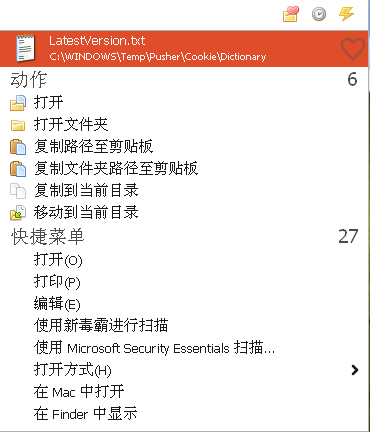 LatestVersion.txt
C:\WINDOWS\Temp\Pusher\Cookie\Dictionary
动作 6
打开
打开文件夹
复制路径至剪贴板
复制文件夹路径至剪贴板
复制到当前目录
移动到当前目录
快捷菜单 27
打开(O)
打印(P)
编辑(E)
使用新毒霸进行扫描
使用 Microsoft Security Essentials 扫描...
打开方式(H)
在 Mac 中打开
在 Finder 中显示